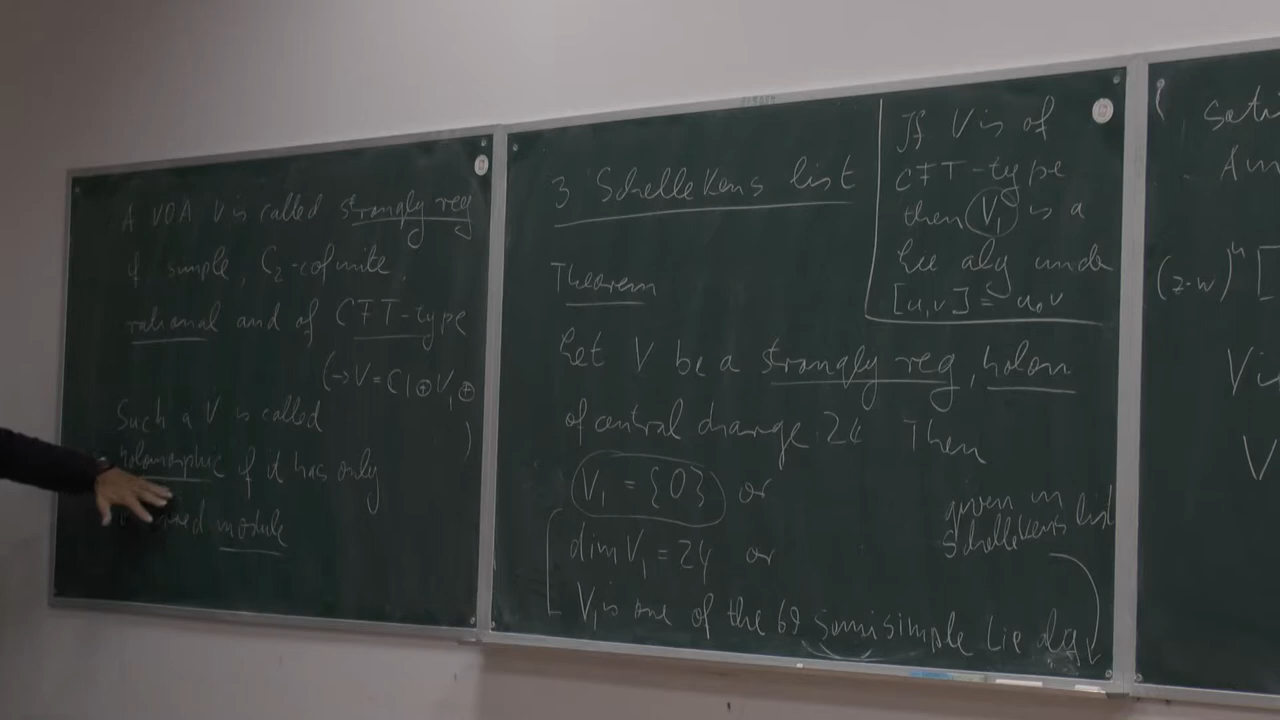 A VOA V is called strongly reg
if simple, C₂-cofinite,
rational and of CFT-type
(→V = C1⊕V₁⊕
)
Such a V is called
holomorphic if it has only
module
3 Schellekens list
Theorem
Let V be a strongly reg, holom
of central charge 24 Then
V₁ = {0} or
dim V₁ = 24 or
V₁ is one of the 69 semisimple Lie alg
given in
Schellekens list
If V is of
CFT-type
then V₁ is a
Lie alg under
[u,v] = u₀v
(z-w)ⁿ [
V